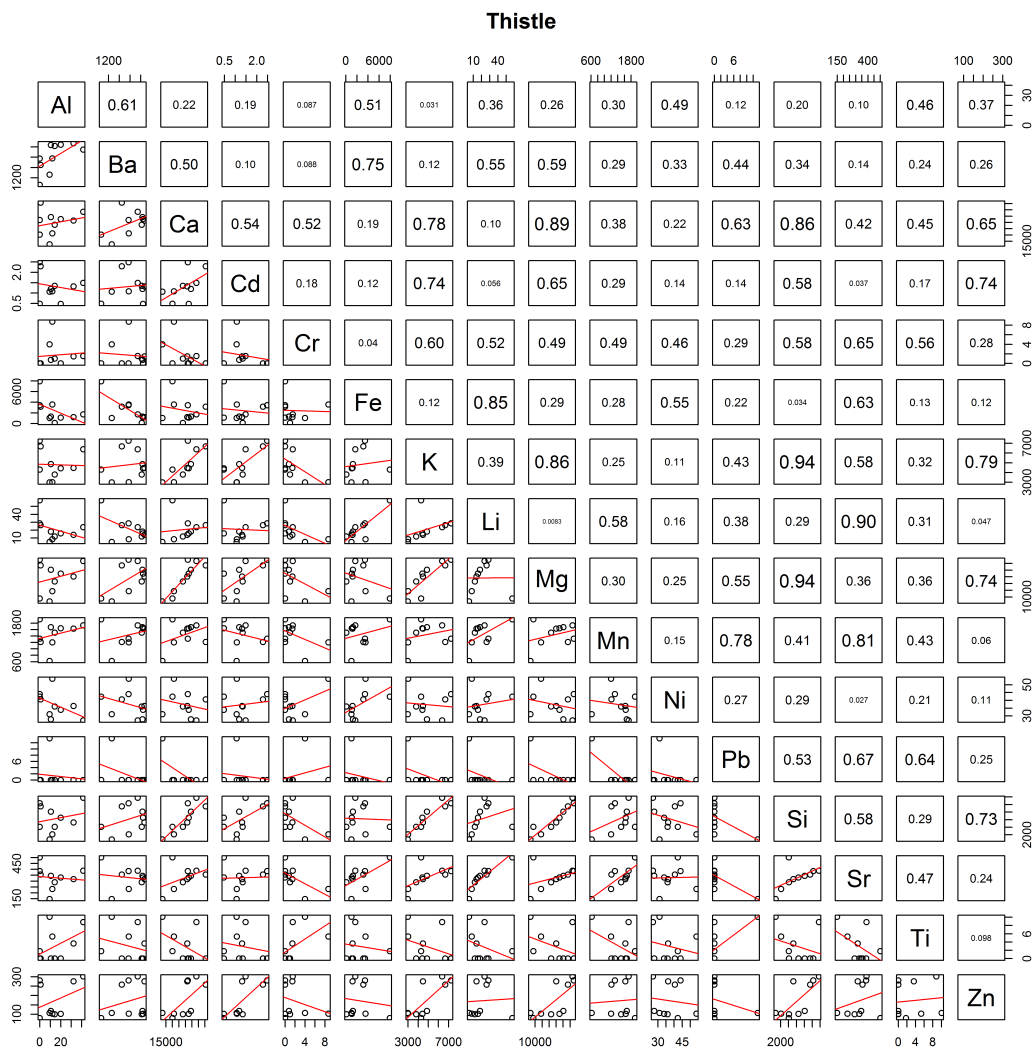 Thistle
1200 0.5 2.0 0 6000 10 40 600 1800 0 6 150 400 100 300
Al 0.61 0.22 0.19 0.087 0.51 0.031 0.36 0.26 0.30 0.49 0.12 0.20 0.10 0.46 0.37 0 30
1200 Ba 0.50 0.10 0.088 0.75 0.12 0.55 0.59 0.29 0.33 0.44 0.34 0.14 0.24 0.26
Ca 0.54 0.52 0.19 0.78 0.10 0.89 0.38 0.22 0.63 0.86 0.42 0.45 0.65 15000
0.5 2.0 Cd 0.18 0.12 0.74 0.056 0.65 0.29 0.14 0.14 0.58 0.037 0.17 0.74
Cr 0.04 0.60 0.52 0.49 0.49 0.46 0.29 0.58 0.65 0.56 0.28 0 4 8
0 6000 Fe 0.12 0.85 0.29 0.28 0.55 0.22 0.034 0.63 0.13 0.12
K 0.39 0.86 0.25 0.11 0.43 0.94 0.58 0.32 0.79 3000 7000
10 40 Li 0.0083 0.58 0.16 0.38 0.29 0.90 0.31 0.047
Mg 0.30 0.25 0.55 0.94 0.36 0.36 0.74 10000
600 1800 Mn 0.15 0.78 0.41 0.81 0.43 0.06
Ni 0.27 0.29 0.027 0.21 0.11 30 50
0 6 Pb 0.53 0.67 0.64 0.25
Si 0.58 0.29 0.73 2000
150 450 Sr 0.47 0.24
Ti 0.098 0 6
100 300 Zn
0 20 15000 0 4 8 3000 7000 10000 30 45 2000 0 4 8